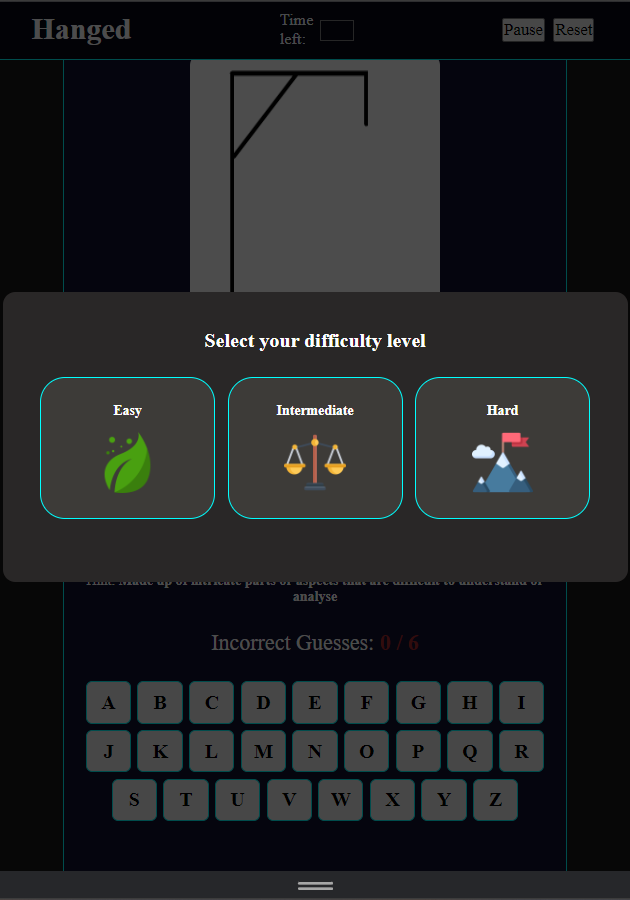 Hanged
Time
left:
Pause
Reset
Select your difficulty level
Easy
Intermediate
Hard
Made up of intricate parts or aspects that are difficult to understand or
analyse
Incorrect Guesses: 0 / 6
A B C D E F G H I
J K L M N O P Q R
S T U V W X Y Z